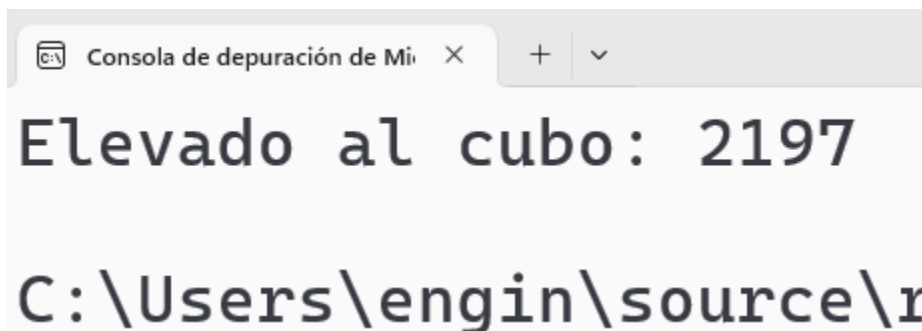 Consola de depuración de Mi
Elevado al cubo: 2197
C:\Users\engin\source\r